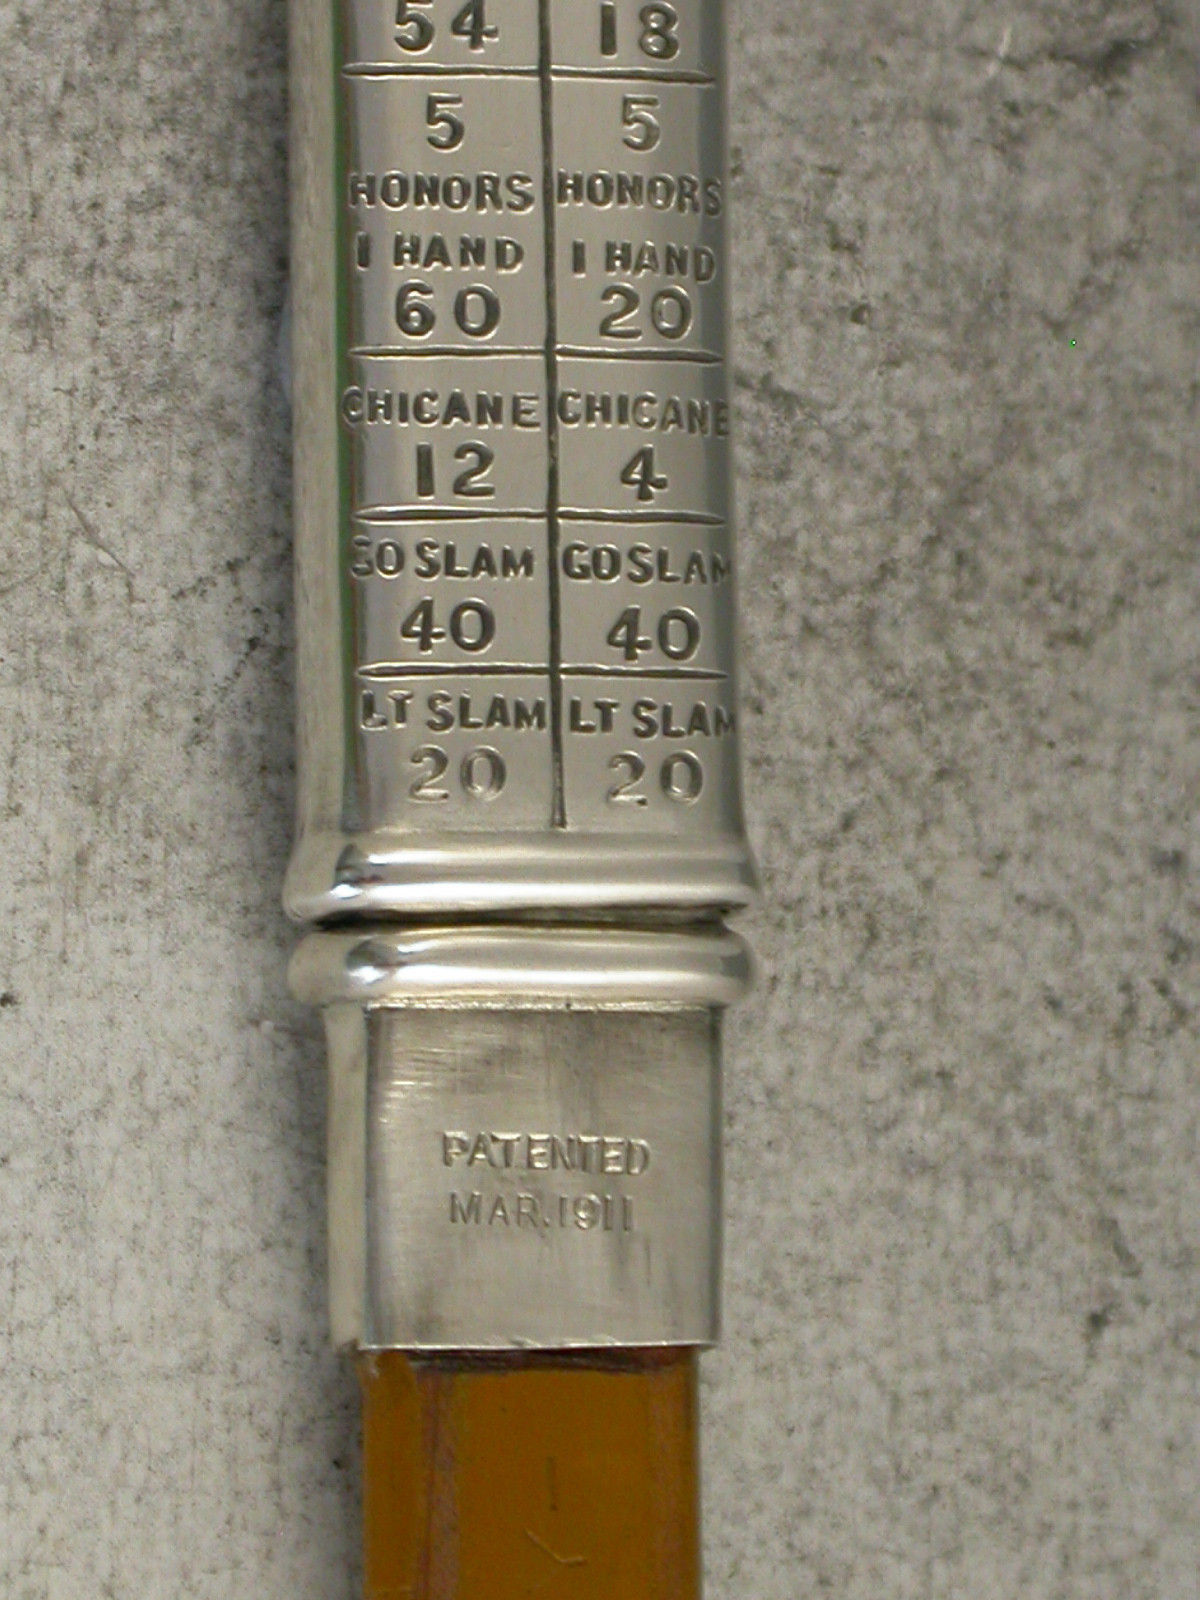 54 18
5 5
HONORS HONORS
I HAND I HAND
60 20
CHICANE CHICANE
12 4
GO SLAM GO SLAM
40 40
LT SLAM LT SLAM
20 20
PATENTED
MAR. 1911